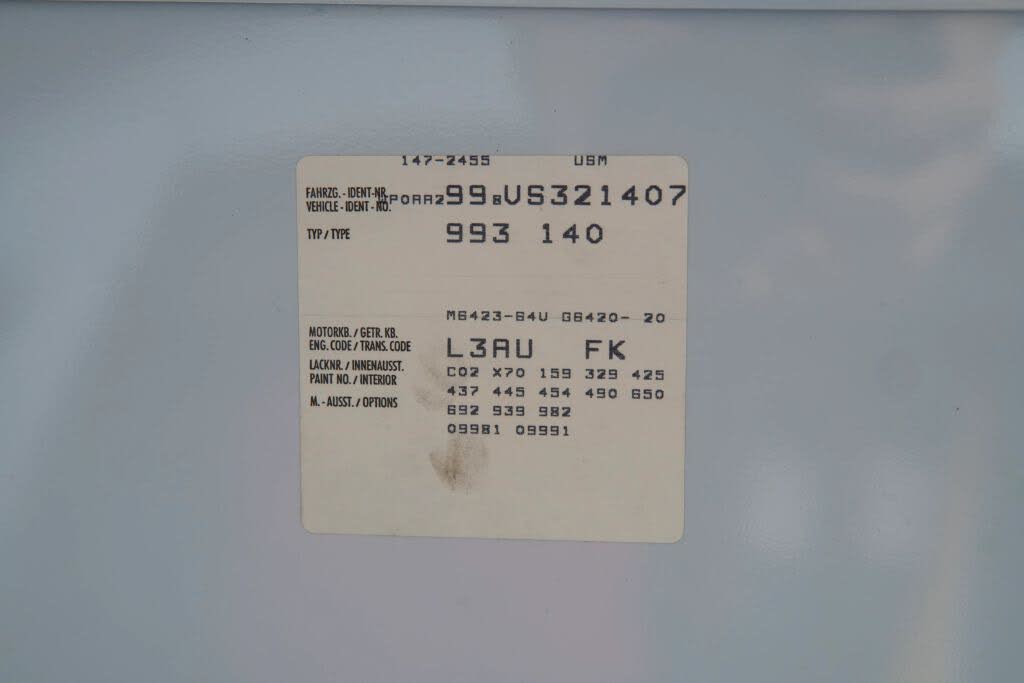 147-2455 USM
FAHRZG. - IDENT-NR.
VEHICLE - IDENT - NO. WPOAA299 8 US321407
TYP / TYPE 993 140
M6423-64U G6420- 20
MOTORKB. / GETR. KB.
ENG. CODE / TRANS. CODE
L3AU FK
LACKNR. / INNENAUSST.
PAINT NO. / INTERIOR
M. - AUSST. / OPTIONS
C02 X70 159 329 425
437 445 454 490 650
692 939 982
09981 09991